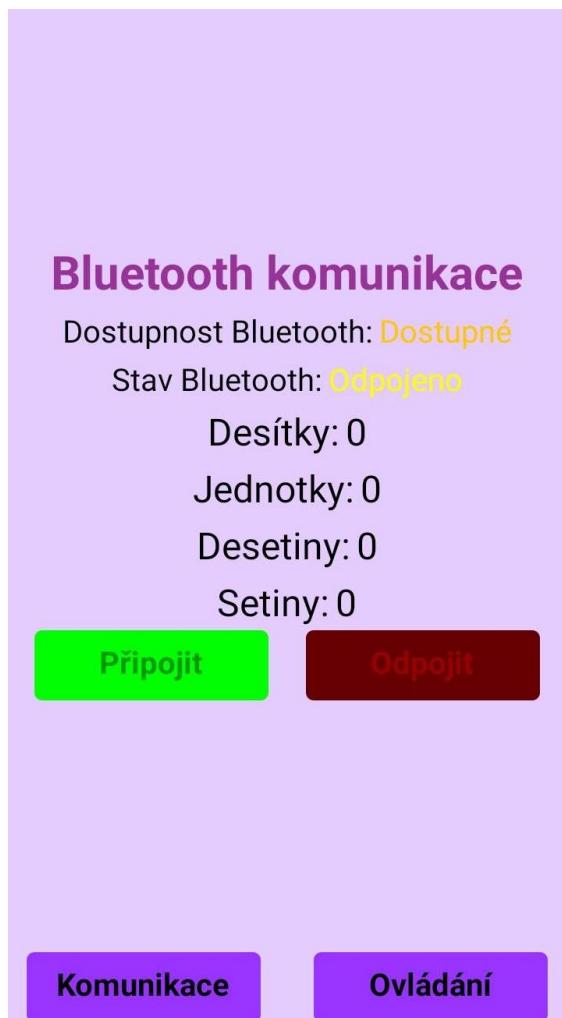 Bluetooth komunikace
Dostupnost Bluetooth: Dostupné
Stav Bluetooth: Odpojeno
Desítky: 0
Jednotky: 0
Desetiny: 0
Setiny: 0
Připojit Odpojit
Komunikace Ovládání